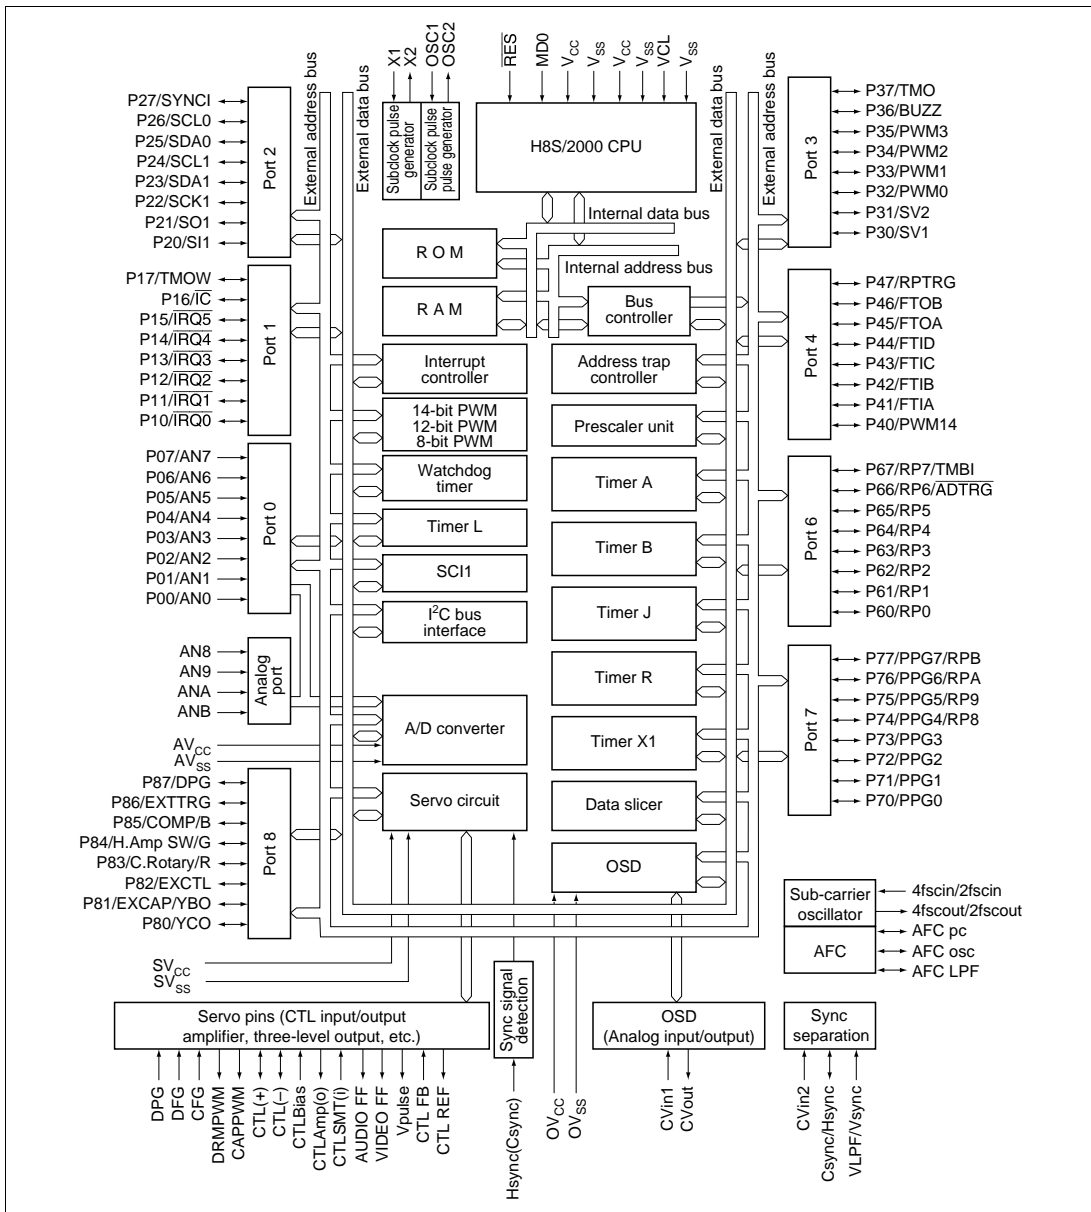 X1
X2
OSC1
OSC2
RES
MD0
VCC
VSS
VCC
VSS
VCL
VSS
External address bus
External data bus
External data bus
External address bus
P27/SYNCI
P26/SCL0
P25/SDA0
P24/SCL1
P23/SDA1
P22/SCK1
P21/SO1
P20/SI1
Port 2
P17/TMOW
P16/IC
P15/IRQ5
P14/IRQ4
P13/IRQ3
P12/IRQ2
P11/IRQ1
P10/IRQ0
Port 1
P07/AN7
P06/AN6
P05/AN5
P04/AN4
P03/AN3
P02/AN2
P01/AN1
P00/AN0
Port 0
AN8
AN9
ANA
ANB
Analog
port
AVCC
AVSS
P87/DPG
P86/EXTTRG
P85/COMP/B
P84/H.Amp SW/G
P83/C.Rotary/R
P82/EXCTL
P81/EXCAP/YBO
P80/YCO
Port 8
SVCC
SVSS
Subclock pulse
generator
Subclock pulse
pulse generator
H8S/2000 CPU
Internal data bus
Internal address bus
ROM
RAM
Bus
controller
Interrupt
controller
Address trap
controller
14-bit PWM
12-bit PWM
8-bit PWM
Prescaler unit
Watchdog
timer
Timer A
Timer L
Timer B
SCI1
I2C bus
interface
Timer J
Timer R
A/D converter
Timer X1
Servo circuit
Data slicer
OSD
P37/TMO
P36/BUZZ
P35/PWM3
P34/PWM2
P33/PWM1
P32/PWM0
P31/SV2
P30/SV1
Port 3
P47/RPTRG
P46/FTOB
P45/FTOA
P44/FTID
P43/FTIC
P42/FTIB
P41/FTIA
P40/PWM14
Port 4
P67/RP7/TMBI
P66/RP6/ADTRG
P65/RP5
P64/RP4
P63/RP3
P62/RP2
P61/RP1
P60/RP0
Port 6
P77/PPG7/RPB
P76/PPG6/RPA
P75/PPG5/RP9
P74/PPG4/RP8
P73/PPG3
P72/PPG2
P71/PPG1
P70/PPG0
Port 7
Sub-carrier
oscillator
4fscin/2fscin
4fscout/2fscout
AFC
AFC pc
AFC osc
AFC LPF
Servo pins (CTL input/output
amplifier, three-level output, etc.)
Sync signal
detection
OSD
(Analog input/output)
Sync
separation
DPG
DFG
CFG
DRMPWM
CAPPWM
CTL(+)
CTL(–)
CTLBias
CTLAmp(o)
CTLSMT(i)
AUDIO FF
VIDEO FF
Vpulse
CTL FB
CTL REF
Hsync(Csync)
OVCC
OVSS
CVin1
CVout
CVin2
Csync/Hsync
VLPF/Vsync